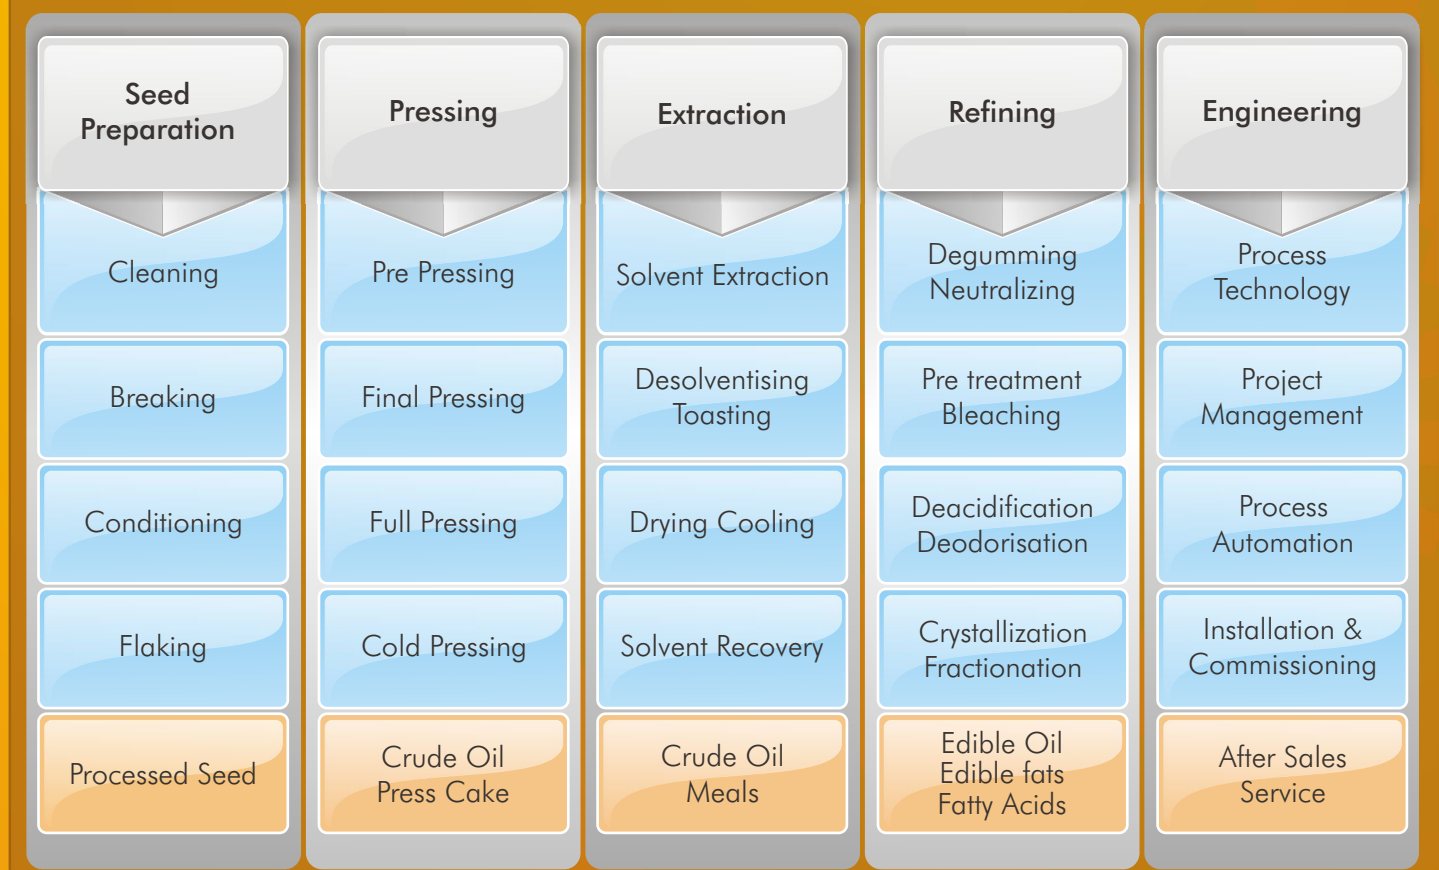 Seed
Preparation
Cleaning
Breaking
Conditioning
Flaking
Processed Seed
Pressing
Pre Pressing
Final Pressing
Full Pressing
Cold Pressing
Crude Oil
Press Cake
Extraction
Solvent Extraction
Desolventising
Toasting
Drying Cooling
Solvent Recovery
Crude Oil
Meals
Refining
Degumming
Neutralizing
Pre treatment
Bleaching
Deacidification
Deodorisation
Crystallization
Fractionation
Edible Oil
Edible fats
Fatty Acids
Engineering
Process
Technology
Project
Management
Process
Automation
Installation &
Commissioning
After Sales
Service